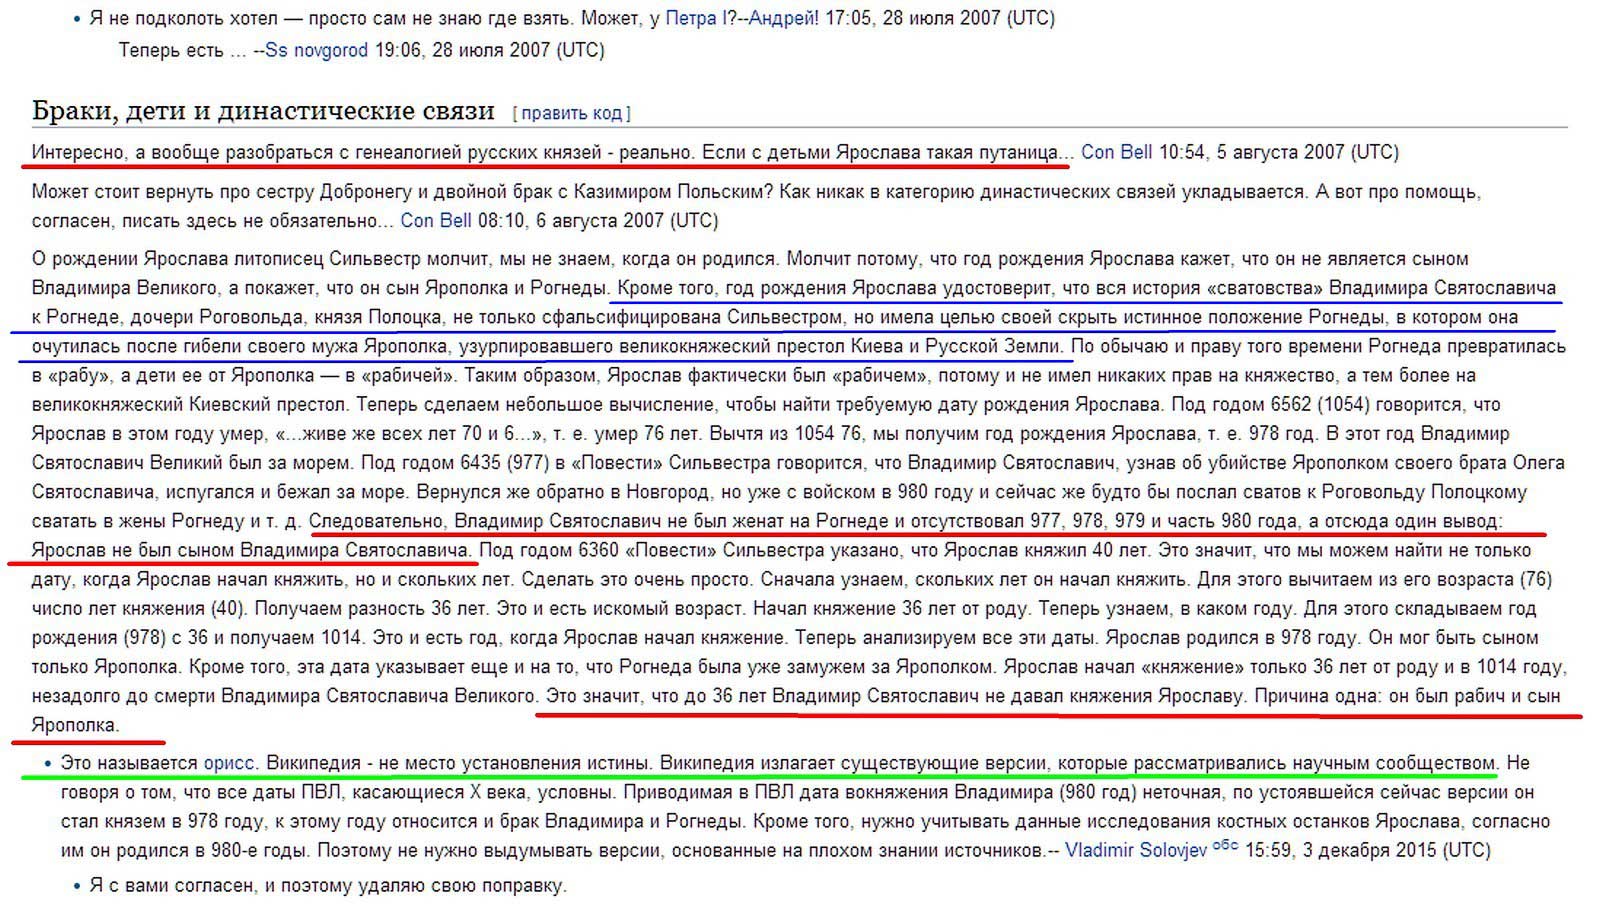 • Я не подколоть хотел — просто сам не знаю где взять. Может, у Петра I?--Андрей! 17:05, 28 июля 2007 (UTC)
Теперь есть ... --Ss novgorod 19:06, 28 июля 2007 (UTC)
Браки, дети и династические связи [ править код ]
Интересно, а вообще разобраться с генеалогией русских князей - реально. Если с детьми Ярослава такая путаница... Con Bell 10:54, 5 августа 2007 (UTC)
Может стоит вернуть про сестру Добронегу и двойной брак с Казимиром Польским? Как никак в категорию династических связей укладывается. А вот про помощь,
согласен, писать здесь не обязательно... Con Bell 08:10, 6 августа 2007 (UTC)
О рождении Ярослава литописец Сильвестр молчит, мы не знаем, когда он родился. Молчит потому, что год рождения Ярослава кажет, что он не является сыном
Владимира Великого, а покажет, что он сын Ярополка и Рогнеды. Кроме того, год рождения Ярослава удостоверит, что вся история «сватовства» Владимира Святославича
к Рогнеде, дочери Роговольда, князя Полоцка, не только сфальсифицирована Сильвестром, но имела целью своей скрыть истинное положение Рогнеды, в котором она
очутилась после гибели своего мужа Ярополка, узурпировавшего великокняжеский престол Киева и Русской Земли. По обычаю и праву того времени Рогнеда превратилась
в «рабу», а дети ее от Ярополка — в «рабичей». Таким образом, Ярослав фактически был «рабичем», потому и не имел никаких прав на княжество, а тем более на
великокняжеский Киевский престол. Теперь сделаем небольшое вычисление, чтобы найти требуемую дату рождения Ярослава. Под годом 6562 (1054) говорится, что
Ярослав в этом году умер, «...живе же всех лет 70 и 6...», т. е. умер 76 лет. Вычтя из 1054 76, мы получим год рождения Ярослава, т. е. 978 год. В этот год Владимир
Святославич Великий был за морем. Под годом 6435 (977) в «Повести» Сильвестра говорится, что Владимир Святославич, узнав об убийстве Ярополком своего брата Олега
Святославича, испугался и бежал за море. Вернулся же обратно в Новгород, но уже с войском в 980 году и сейчас же будто бы послал сватов к Роговольду Полоцкому
сватать в жены Рогнеду и т. д. Следовательно, Владимир Святославич не был женат на Рогнеде и отсутствовал 977, 978, 979 и часть 980 года, а отсюда один вывод:
Ярослав не был сыном Владимира Святославича. Под годом 6360 «Повести» Сильвестра указано, что Ярослав княжил 40 лет. Это значит, что мы можем найти не только
дату, когда Ярослав начал княжить, но и скольких лет. Сделать это очень просто. Сначала узнаем, скольких лет он начал княжить. Для этого вычитаем из его возраста (76)
число лет княжения (40). Получаем разность 36 лет. Это и есть искомый возраст. Начал княжение 36 лет от роду. Теперь узнаем, в каком году. Для этого складываем год
рождения (978) с 36 и получаем 1014. Это и есть год, когда Ярослав начал княжение. Теперь анализируем все эти даты. Ярослав родился в 978 году. Он мог быть сыном
только Ярополка. Кроме того, эта дата указывает еще и на то, что Рогнеда была уже замужем за Ярополком. Ярослав начал «княжение» только 36 лет от роду и в 1014 году,
незадолго до смерти Владимира Святославича Великого. Это значит, что до 36 лет Владимир Святославич не давал княжения Ярославу. Причина одна: он был рабич и сын
Ярополка.
• Это называется орисс. Википедия - не место установления истины. Википедия излагает существующие версии, которые рассматривались научным сообществом. Не
говоря о том, что все даты ПВЛ, касающиеся X века, условны. Приводимая в ПВЛ дата вокняжения Владимира (980 год) неточная, по устоявшейся сейчас версии он
стал князем в 978 году, к этому году относится и брак Владимира и Рогнеды. Кроме того, нужно учитывать данные исследования костных останков Ярослава, согласно
им он родился в 980-е годы. Поэтому не нужно выдумывать версии, основанные на плохом знании источников.-- Vladimir Solovjev обс 15:59, 3 декабря 2015 (UTC)
• Я с вами согласен, и поэтому удаляю свою поправку.